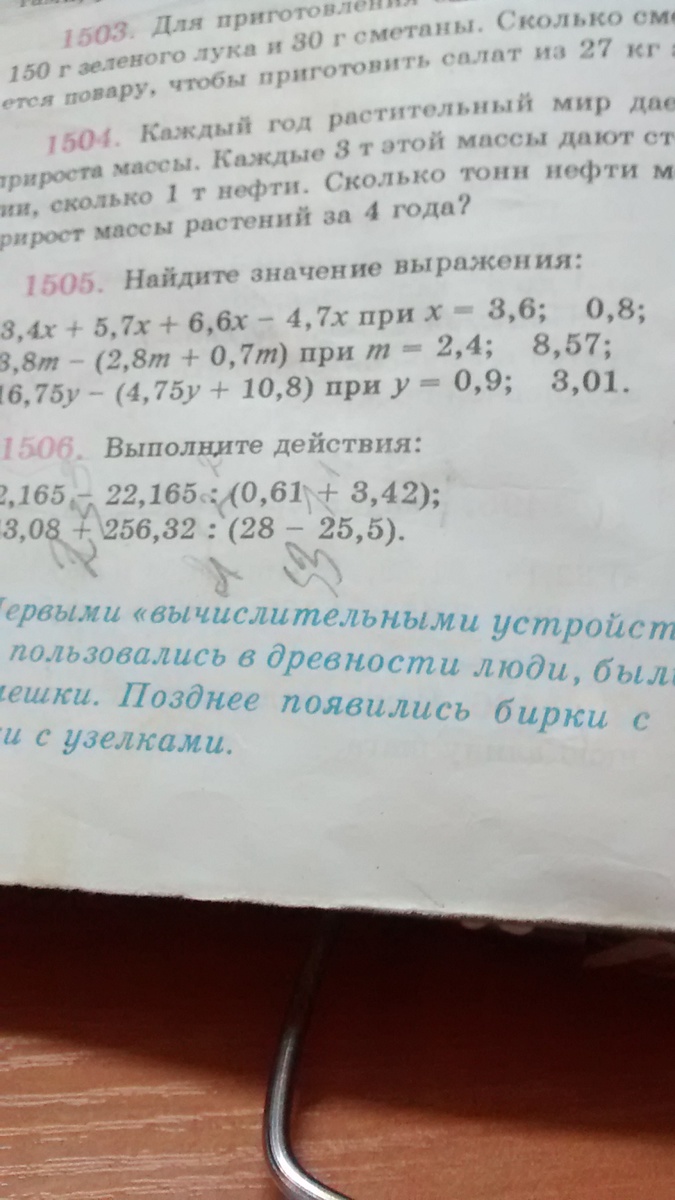 1503. Для приготовления
150 г зеленого лука и 30 г сметаны. Сколько сме
ется повару, чтобы приготовить салат из 27 кг
1504. Каждый год растительный мир дае
прироста массы. Каждые 3 т этой массы дают ст
ии, сколько 1 т нефти. Сколько тонн нефти м
рирост массы растений за 4 года?
1505. Найдите значение выражения:
3,4x + 5,7x + 6,6x – 4,7x при x = 3,6; 0,8;
3,8m – (2,8m + 0,7m) при m = 2,4; 8,57;
16,75y – (4,75y + 10,8) при y = 0,9; 3,01.
1506. Выполните действия:
2,165 – 22,165 : (0,61 + 3,42);
3,08 + 256,32 : (28 – 25,5).
Первыми «вычислительными устройст
пользовались в древности люди, был
мешки. Позднее появились бирки с
и с узелками.